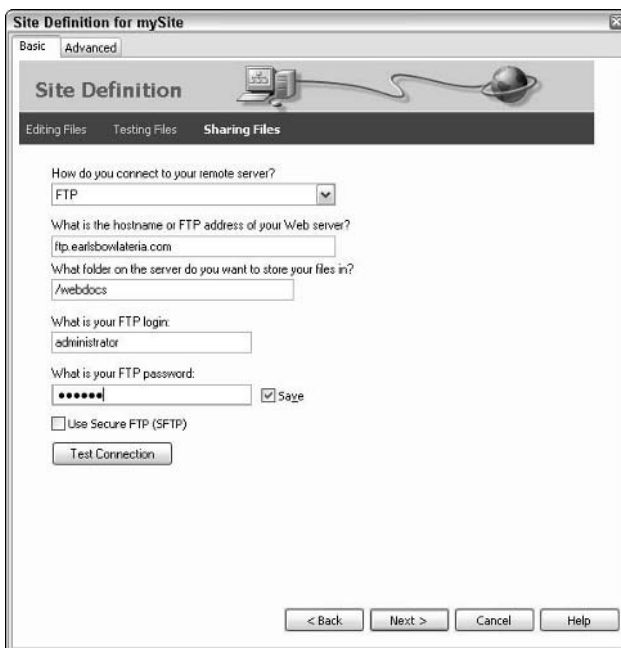 Site Definition for mySite
Basic Advanced
Site Definition
Editing Files Testing Files Sharing Files
How do you connect to your remote server?
FTP
What is the hostname or FTP address of your Web server?
ftp.earlsbowlateria.com
What folder on the server do you want to store your files in?
/webdocs
What is your FTP login:
administrator
What is your FTP password:
●●●●●● Save
Use Secure FTP (SFTP)
Test Connection
< Back Next > Cancel Help